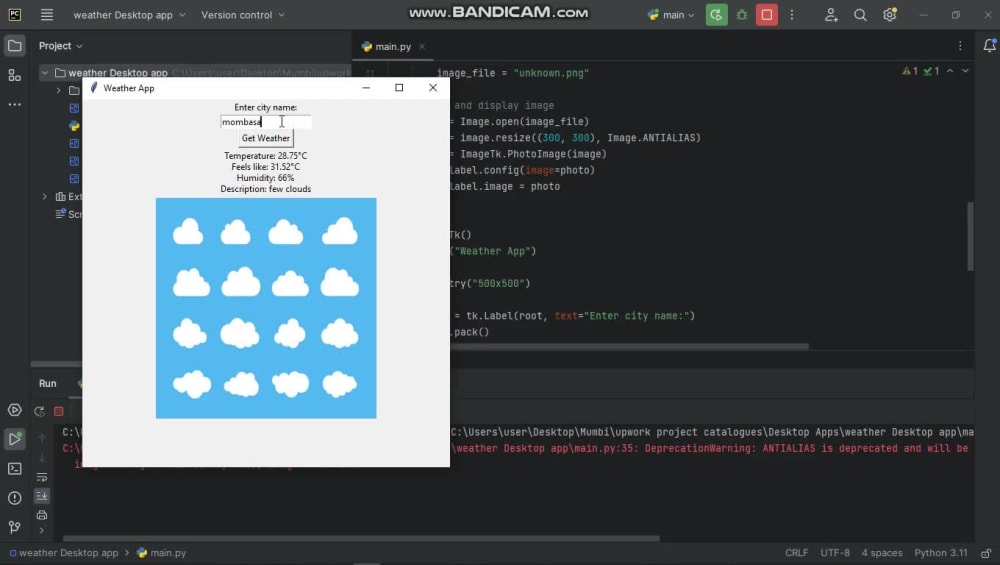 PC
weather Desktop app
Version control
www.BANDICAM.com
main
Project
main.py
weather Desktop app C:\Users\user\Desktop\Mumbi\upwork
Ext
Scr
Weather App
Enter city name:
mombasa
Get Weather
Temperature: 28.75°C
Feels like: 31.52°C
Humidity: 66%
Description: few clouds
31
image_file = "unknown.png"
1 1
and display image
= Image.open(image_file)
= image.resize((300, 300), Image.ANTIALIAS)
= ImageTk.PhotoImage(image)
label.config(image=photo)
label.image = photo
Tk()
("Weather App")
try("500x500")
= tk.Label(root, text="Enter city name:")
.pack()
Run
C:\U C:\Users\user\Desktop\Mumbi\upwork project catalogues\Desktop Apps\weather Desktop app\ma
C:\ \weather Desktop app\main.py:35: DeprecationWarning: ANTIALIAS is deprecated and will be
weather Desktop app > main.py
CRLF UTF-8 4 spaces Python 3.11